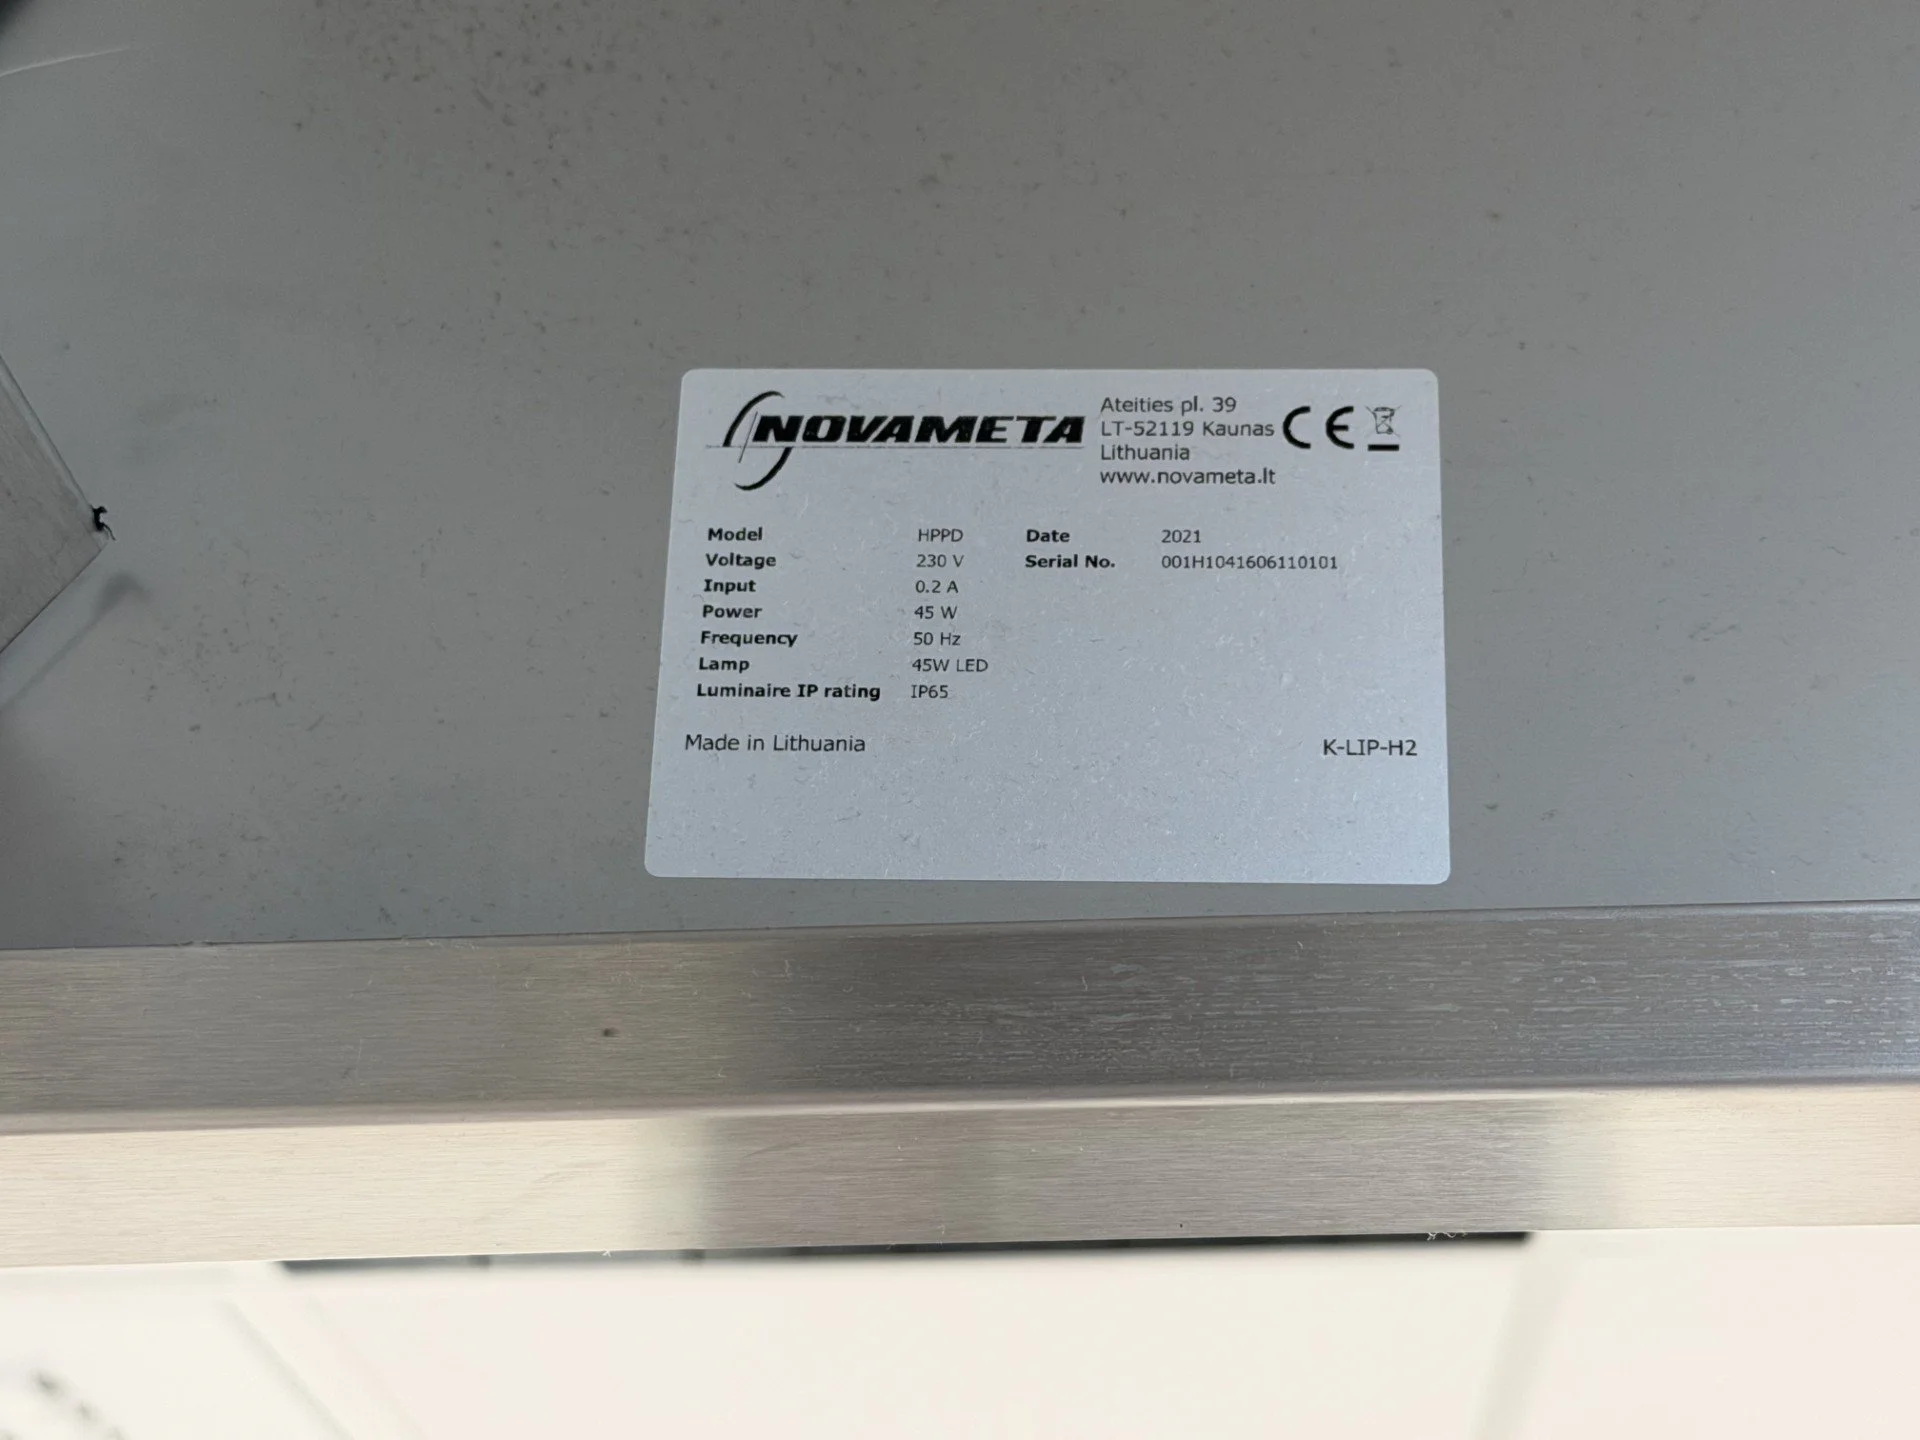 NOVAMETA
Ateities pl. 39
LT-52119 Kaunas
Lithuania
www.novameta.lt
CE
Model HPPD Date 2021
Voltage 230 V Serial No. 001H1041606110101
Input 0.2 A
Power 45 W
Frequency 50 Hz
Lamp 45W LED
Luminaire IP rating IP65
Made in Lithuania K-LIP-H2